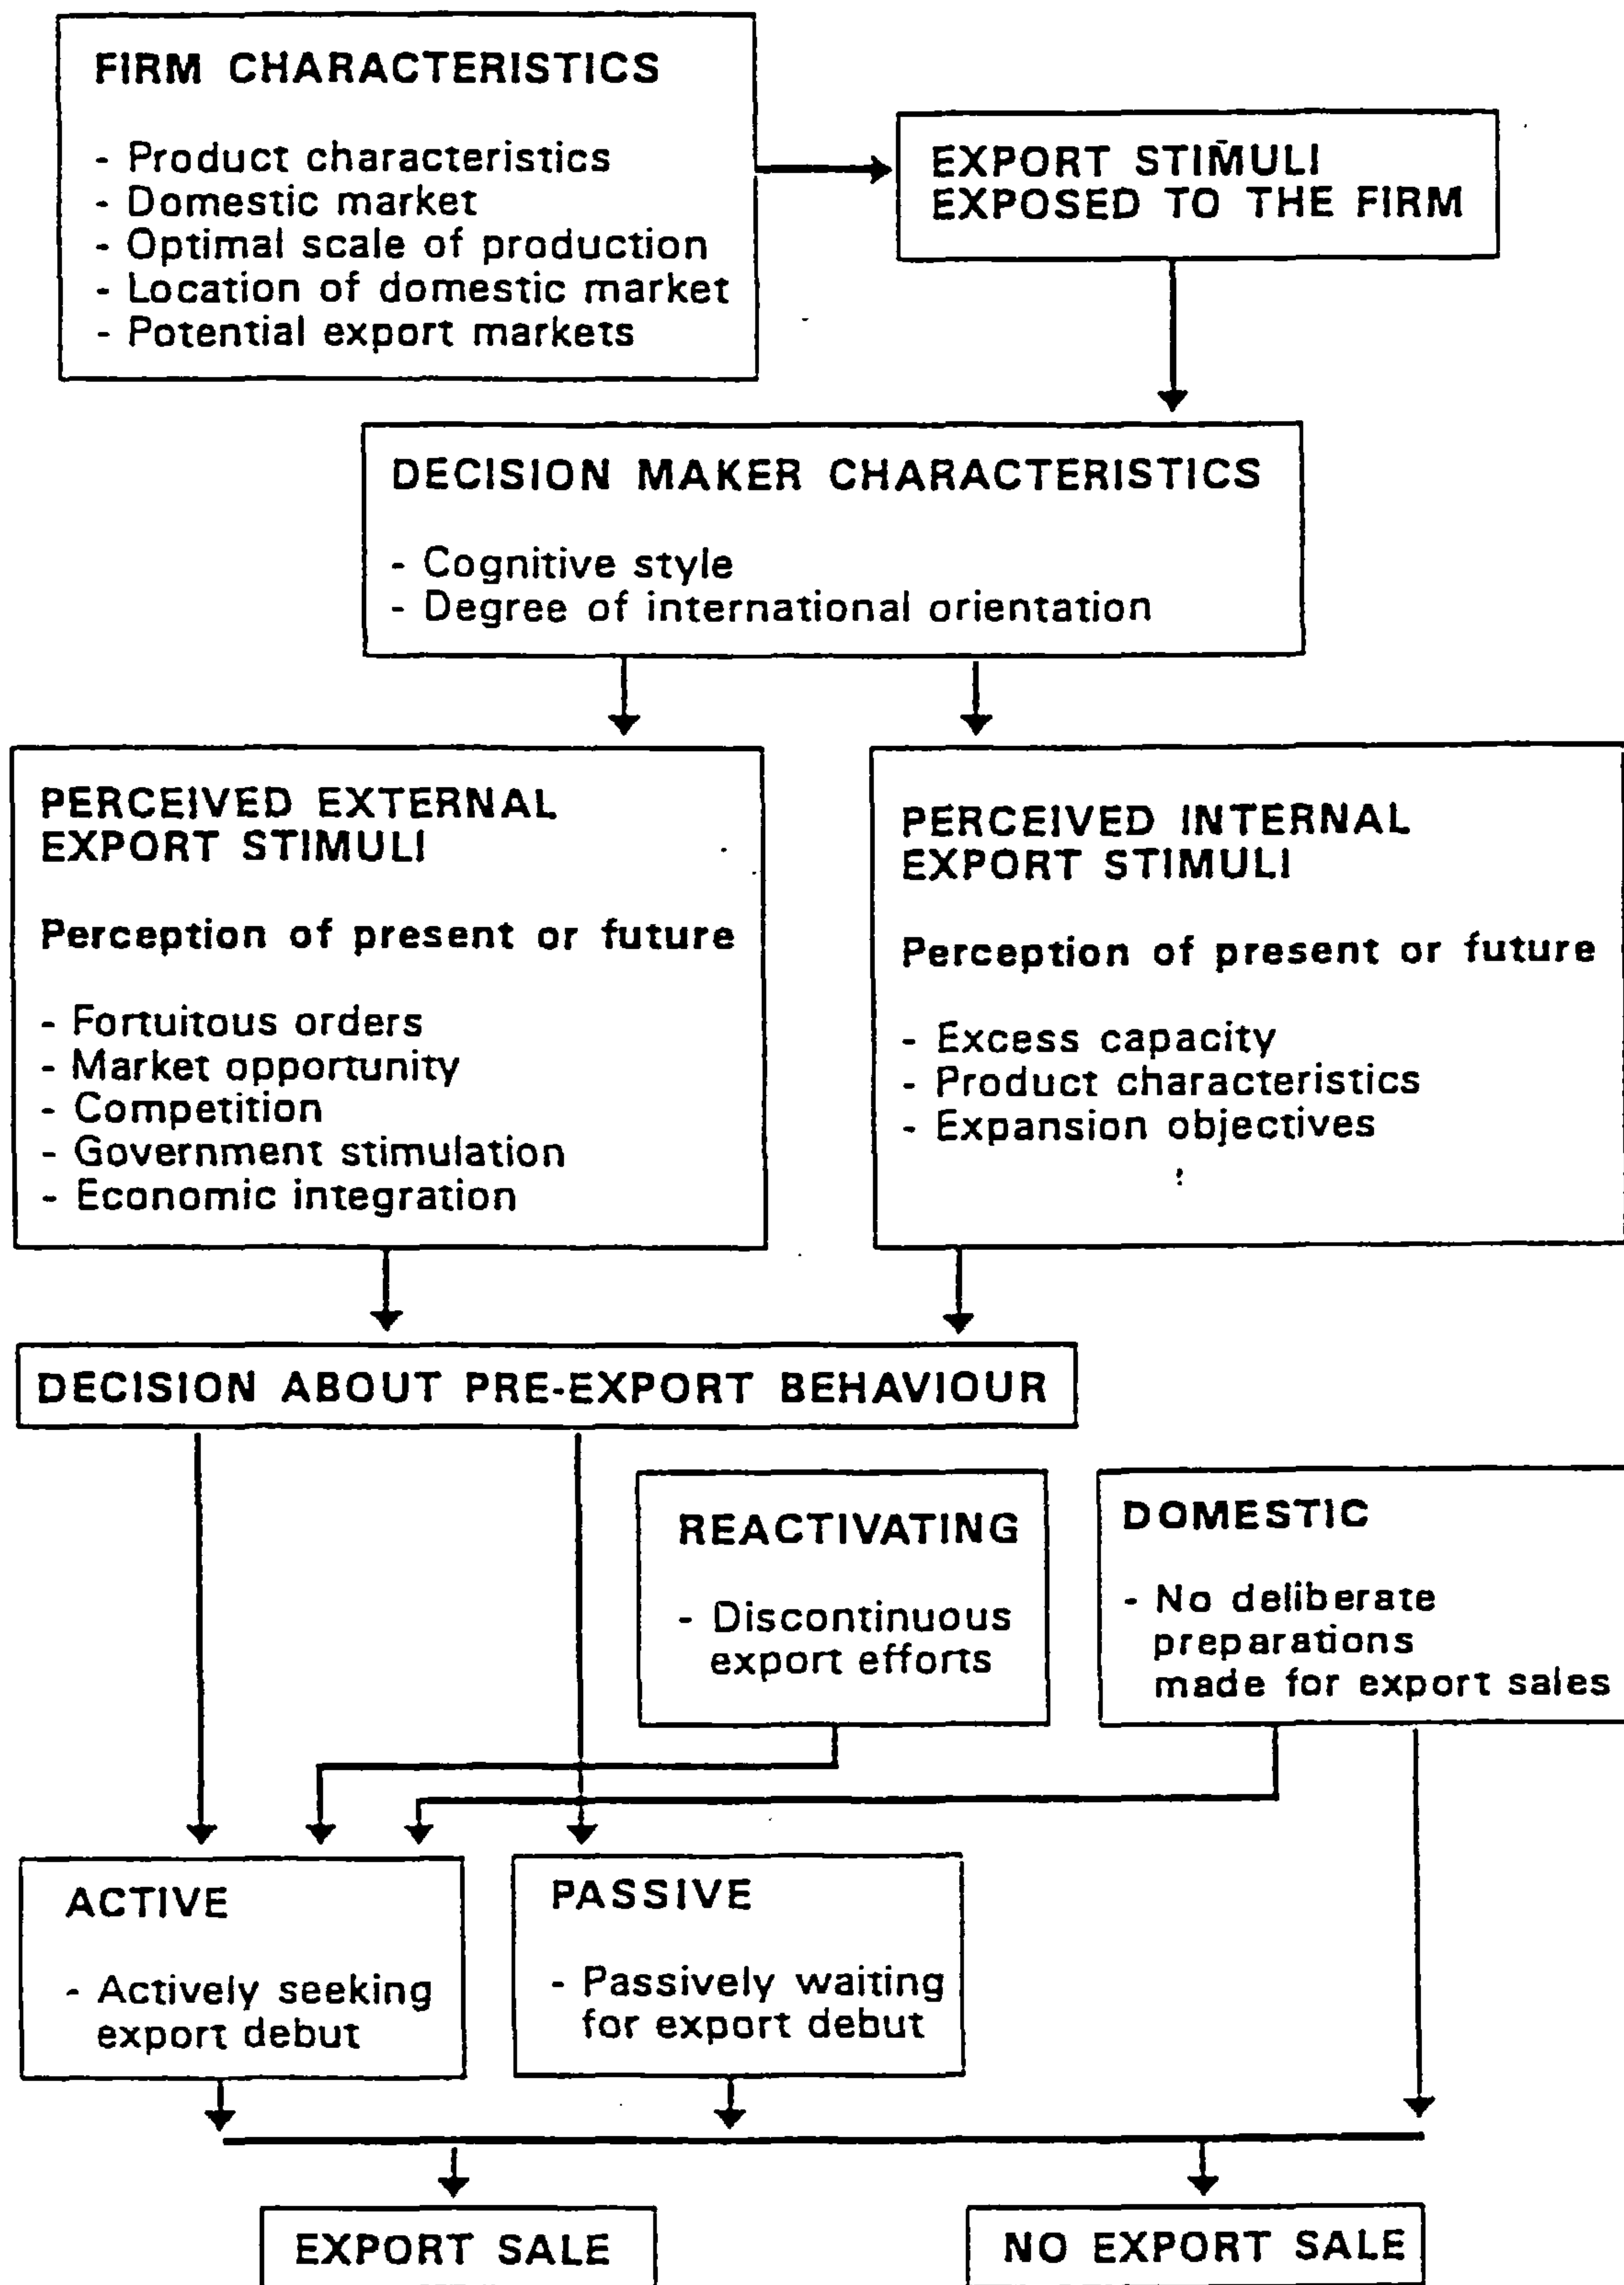 FIRM CHARACTERISTICS
- Product characteristics
- Domestic market
- Optimal scale of production
- Location of domestic market
- Potential export markets
EXPORT STIMULI
EXPOSED TO THE FIRM
DECISION MAKER CHARACTERISTICS
- Cognitive style
- Degree of international orientation
PERCEIVED EXTERNAL
EXPORT STIMULI
Perception of present or future
- Fortuitous orders
- Market opportunity
- Competition
- Government stimulation
- Economic integration
PERCEIVED INTERNAL
EXPORT STIMULI
Perception of present or future
- Excess capacity
- Product characteristics
- Expansion objectives
DECISION ABOUT PRE-EXPORT BEHAVIOUR
REACTIVATING
- Discontinuous
export efforts
DOMESTIC
- No deliberate
preparations
made for export sales
ACTIVE
- Actively seeking
export debut
PASSIVE
- Passively waiting
for export debut
EXPORT SALE
NO EXPORT SALE